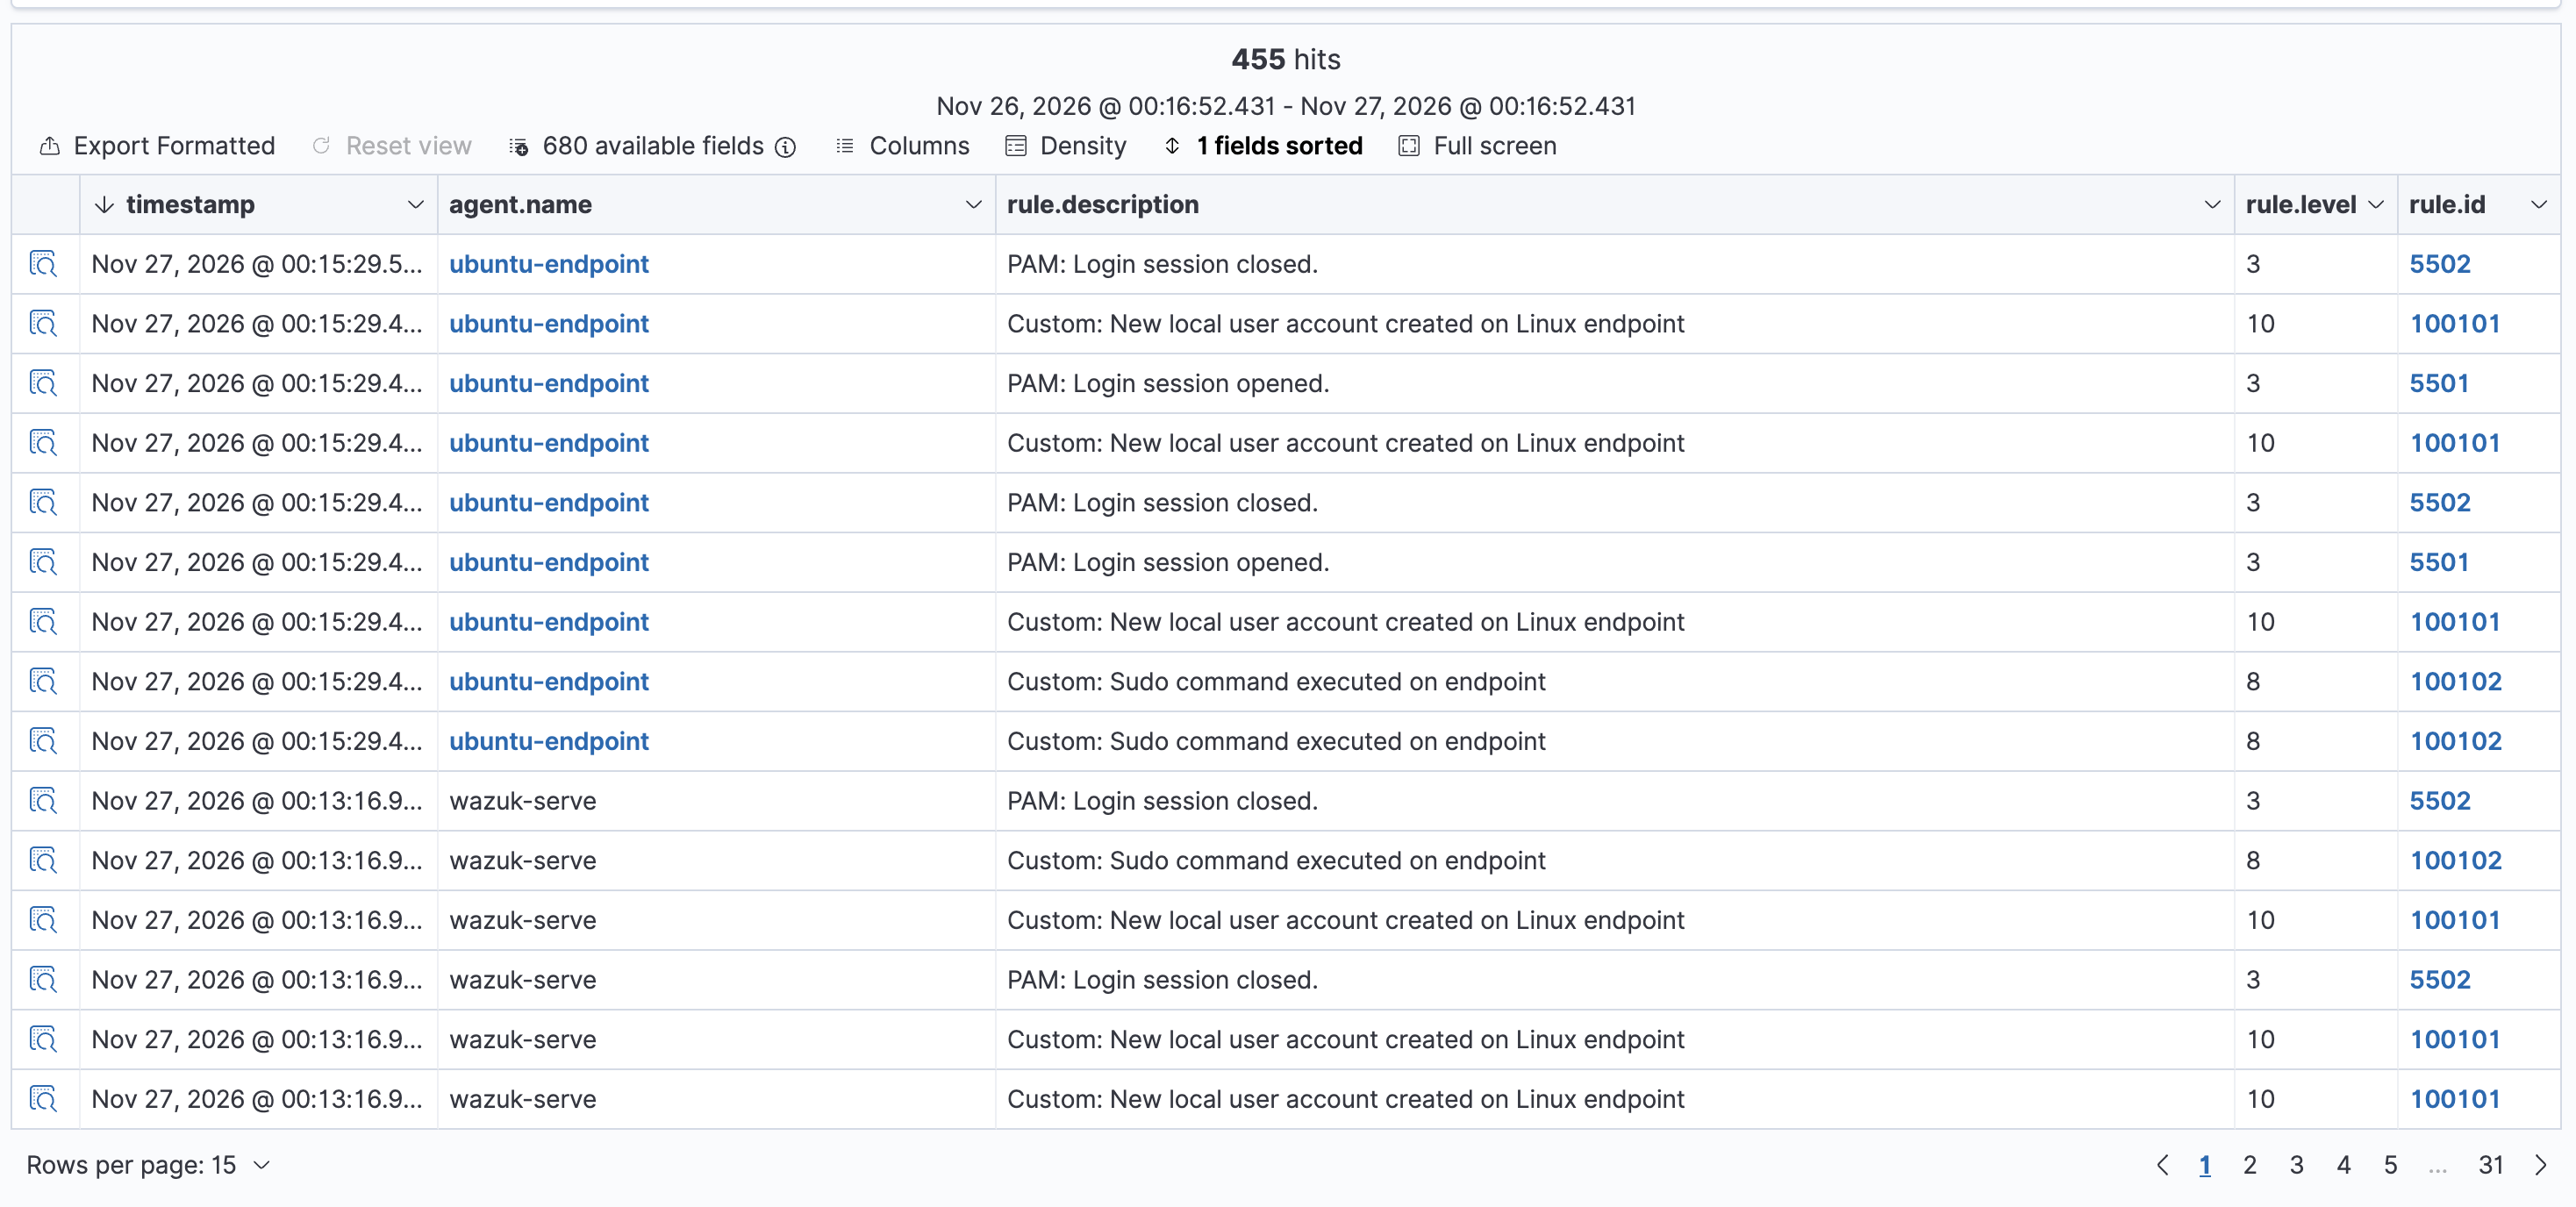 455 hits
Nov 26, 2026 @ 00:16:52.431 - Nov 27, 2026 @ 00:16:52.431
Export Formatted Reset view 680 available fields Columns Density 1 fields sorted Full screen
timestamp agent.name rule.description rule.level rule.id
Nov 27, 2026 @ 00:15:29.5... ubuntu-endpoint PAM: Login session closed. 3 5502
Nov 27, 2026 @ 00:15:29.4... ubuntu-endpoint Custom: New local user account created on Linux endpoint 10 100101
Nov 27, 2026 @ 00:15:29.4... ubuntu-endpoint PAM: Login session opened. 3 5501
Nov 27, 2026 @ 00:15:29.4... ubuntu-endpoint Custom: New local user account created on Linux endpoint 10 100101
Nov 27, 2026 @ 00:15:29.4... ubuntu-endpoint PAM: Login session closed. 3 5502
Nov 27, 2026 @ 00:15:29.4... ubuntu-endpoint PAM: Login session opened. 3 5501
Nov 27, 2026 @ 00:15:29.4... ubuntu-endpoint Custom: New local user account created on Linux endpoint 10 100101
Nov 27, 2026 @ 00:15:29.4... ubuntu-endpoint Custom: Sudo command executed on endpoint 8 100102
Nov 27, 2026 @ 00:15:29.4... ubuntu-endpoint Custom: Sudo command executed on endpoint 8 100102
Nov 27, 2026 @ 00:13:16.9... wazuk-serve PAM: Login session closed. 3 5502
Nov 27, 2026 @ 00:13:16.9... wazuk-serve Custom: Sudo command executed on endpoint 8 100102
Nov 27, 2026 @ 00:13:16.9... wazuk-serve Custom: New local user account created on Linux endpoint 10 100101
Nov 27, 2026 @ 00:13:16.9... wazuk-serve PAM: Login session closed. 3 5502
Nov 27, 2026 @ 00:13:16.9... wazuk-serve Custom: New local user account created on Linux endpoint 10 100101
Nov 27, 2026 @ 00:13:16.9... wazuk-serve Custom: New local user account created on Linux endpoint 10 100101
Rows per page: 15 1 2 3 4 5 ... 31